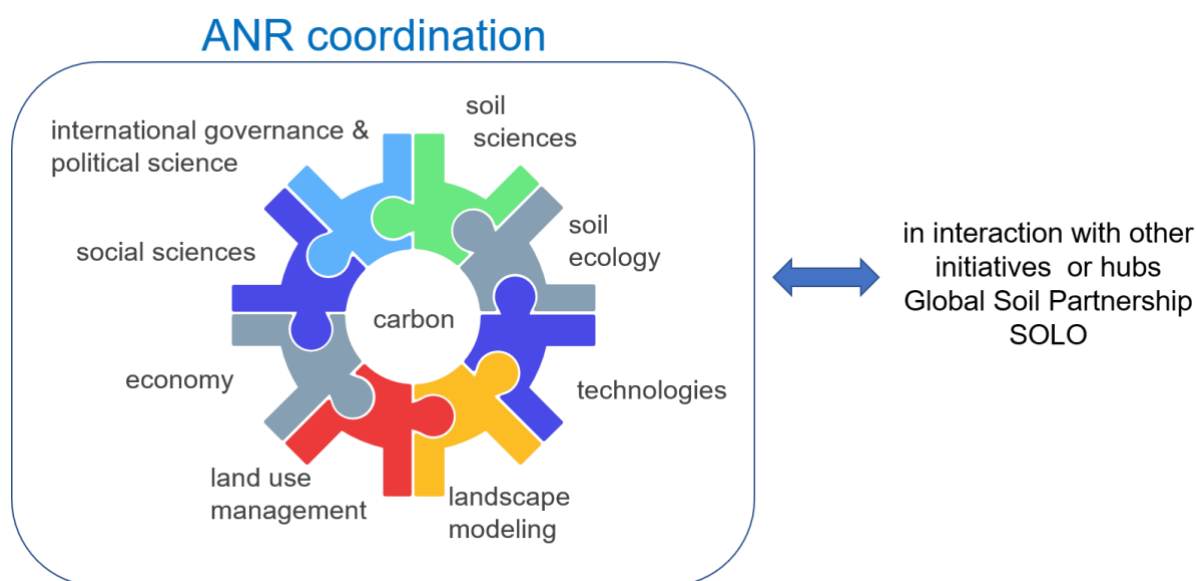 ANR coordination
international governance &
political science
soil
sciences
social sciences
soil
ecology
carbon
economy
technologies
land use
management
landscape
modeling
in interaction with other
initiatives or hubs
Global Soil Partnership
SOLO